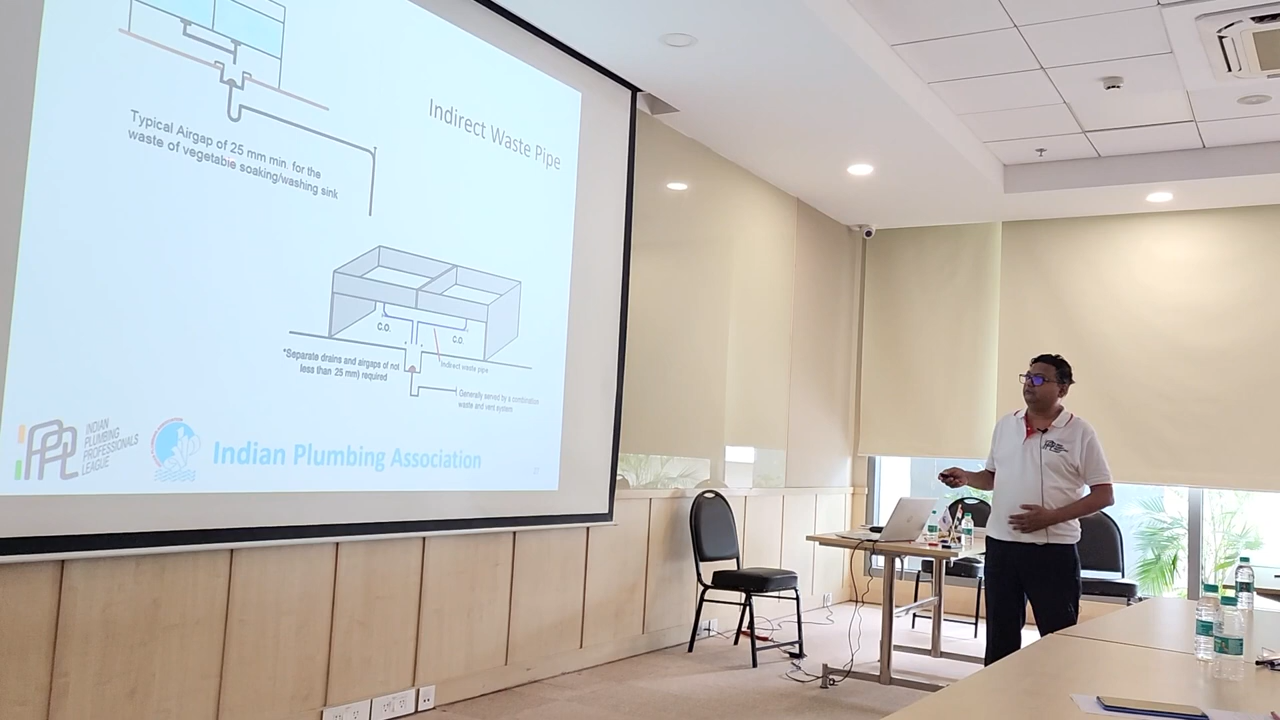 Indirect Waste Pipe
Typical Airgap of 25 mm min. for the
waste of vegetable soaking/washing sink
C.O.
C.O.
*Separate drains and airgaps of not
less than 25 mm) required
Indirect waste pipe
Generally served by a combination
waste and vent system
INDIAN
PLUMBING
PROFESSIONALS
LEAGUE
IPPL
Indian Plumbing Association